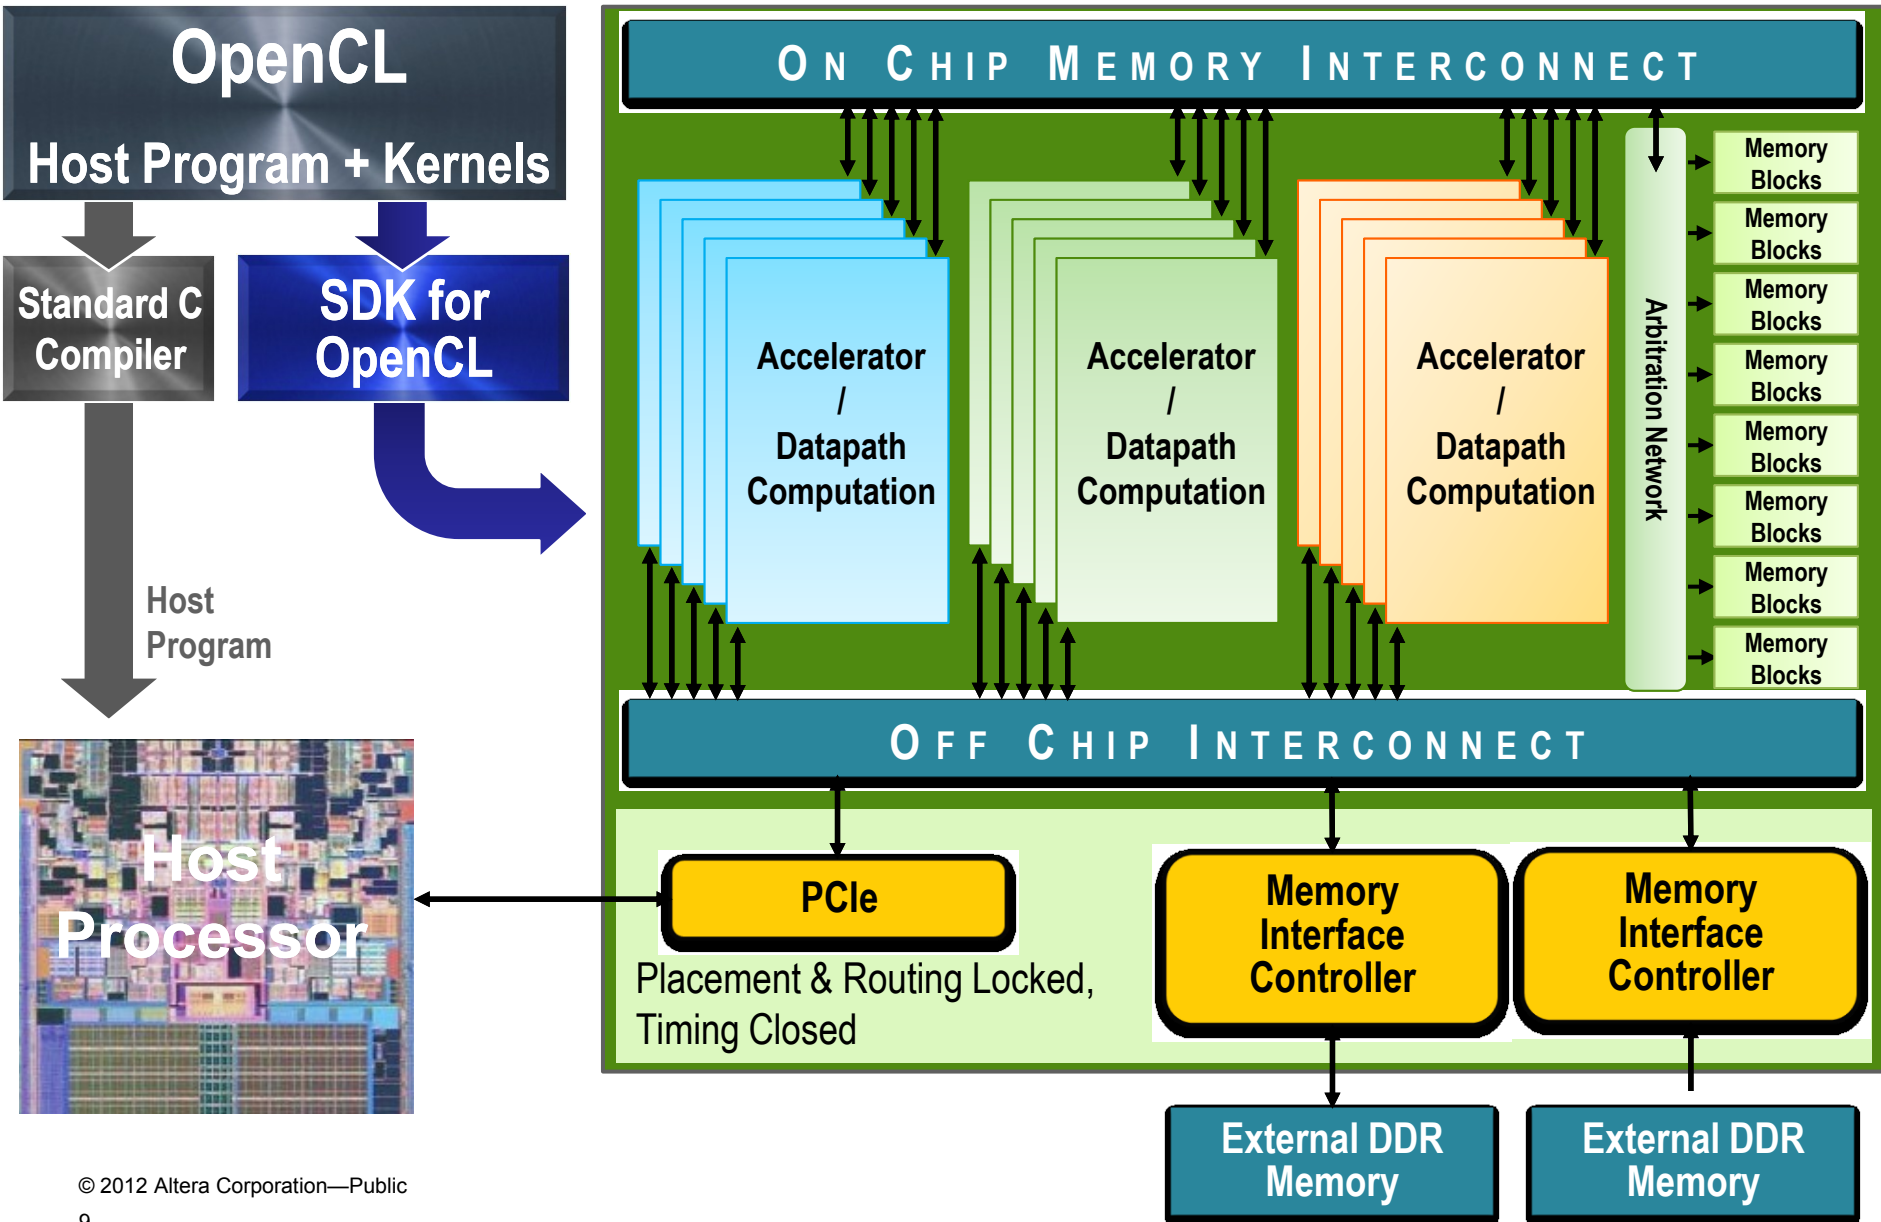 OpenCL
Host Program + Kernels
Standard C
Compiler
SDK for
OpenCL
Host
Program
Host
Processor
ON CHIP MEMORY INTERCONNECT
Accelerator
/
Datapath
Computation
Accelerator
/
Datapath
Computation
Accelerator
/
Datapath
Computation
Arbitration Network
Memory
Blocks
Memory
Blocks
Memory
Blocks
Memory
Blocks
Memory
Blocks
Memory
Blocks
Memory
Blocks
Memory
Blocks
OFF CHIP INTERCONNECT
PCIe
Placement & Routing Locked,
Timing Closed
Memory
Interface
Controller
Memory
Interface
Controller
External DDR
Memory
External DDR
Memory
© 2012 Altera Corporation—Public
9